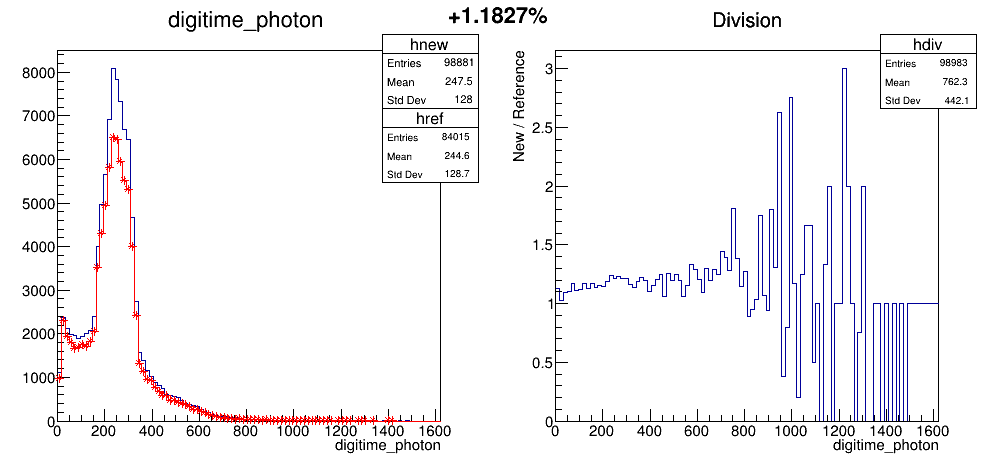 digitime_photon
+1.1827%
Division
hnew
Entries 98881
Mean 247.5
Std Dev 128
href
Entries 84015
Mean 244.6
Std Dev 128.7
8000
7000
6000
5000
4000
3000
2000
1000
0
0 200 400 600 800 1000 1200 1400 1600
digitime_photon
hdiv
Entries 98983
Mean 762.3
Std Dev 442.1
New / Reference
3
2.5
2
1.5
1
0.5
0
0 200 400 600 800 1000 1200 1400 1600
digitime_photon